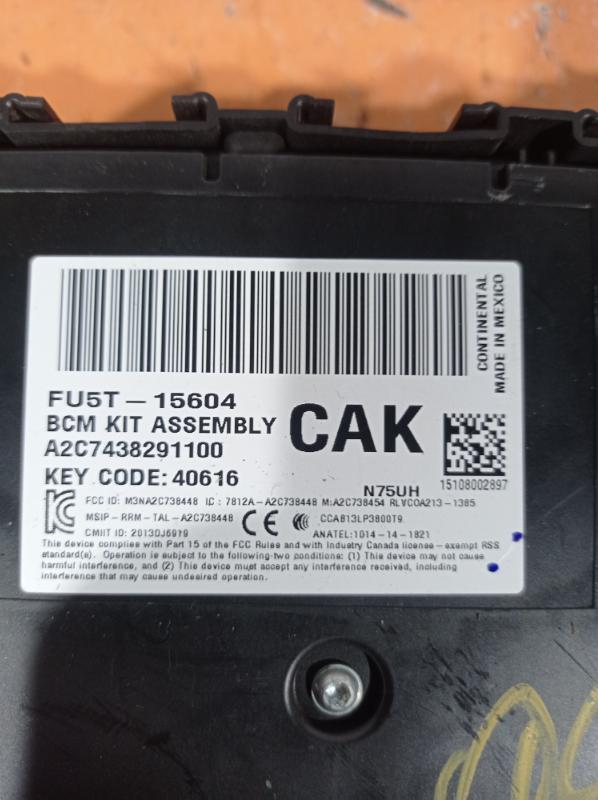 CONTINENTAL
MADE IN MEXICO
FU5T-15604
BCM KIT ASSEMBLY
CAK
A2C7438291100
KEY CODE: 40616
N75UH
15108002897
FCC ID: M3NA2C738448 IC: 7812A-A2C738448 M:A2C738454 RLVCOA213-1385
MSIP-RRM-TAL-A2C738448
CE
CCAB13LP3800T9
CMIIT ID: 2013DJ6919
ANATEL:1014-14-1821
This device complies with Part 15 of the FCC Rules and with Industry Canada license-exempt RSS
standard(s). Operation is subject to the following two conditions: (1) This device may not cause
harmful interference, and (2) This device must accept any interference received, including
interference that may cause undesired operation.